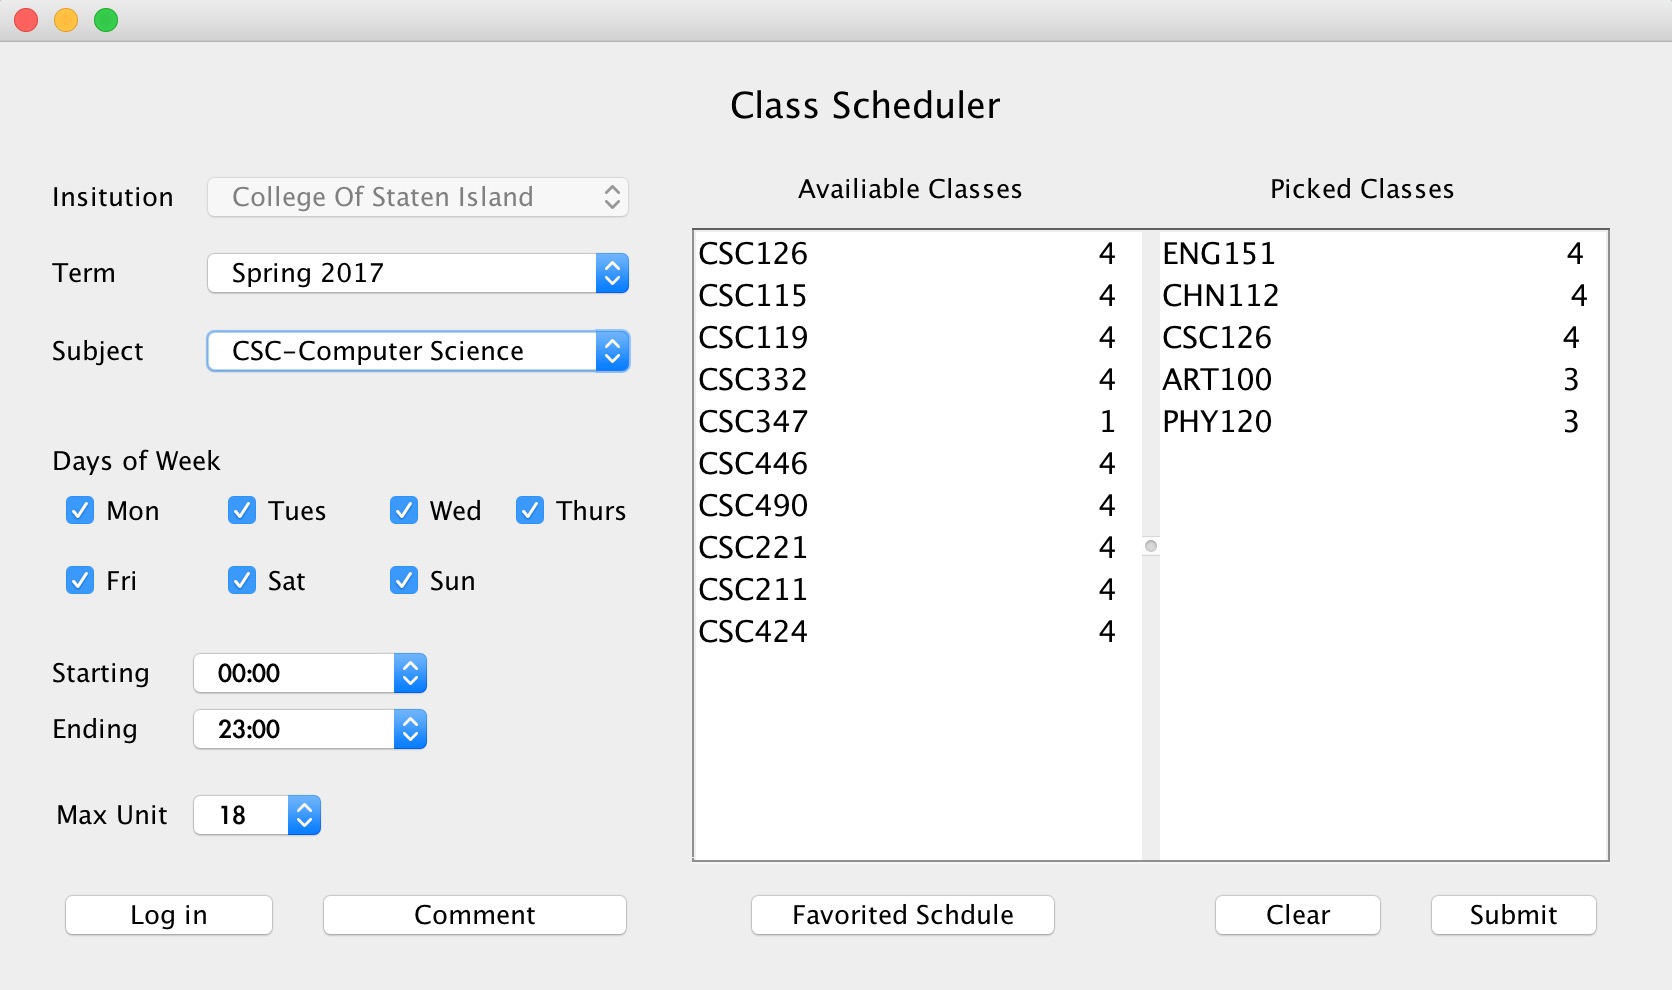 Class Scheduler
Insitution College Of Staten Island
Term Spring 2017
Subject CSC-Computer Science
Days of Week
Mon Tues Wed Thurs
Fri Sat Sun
Starting 00:00
Ending 23:00
Max Unit 18
Log in Comment
Availiable Classes
CSC126 4
CSC115 4
CSC119 4
CSC332 4
CSC347 1
CSC446 4
CSC490 4
CSC221 4
CSC211 4
CSC424 4
Picked Classes
ENG151 4
CHN112 4
CSC126 4
ART100 3
PHY120 3
Favorited Schdule Clear Submit